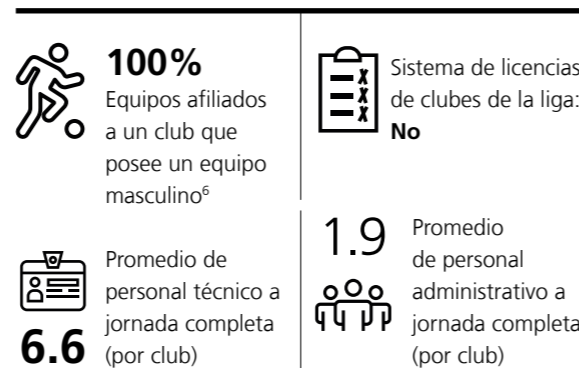 100%
Equipos afiliados
a un club que
posee un equipo
masculino⁶
Sistema de licencias
de clubes de la liga:
No
Promedio de
personal técnico a
jornada completa
6.6 (por club)
1.9
Promedio
de personal
administrativo a
jornada completa
(por club)